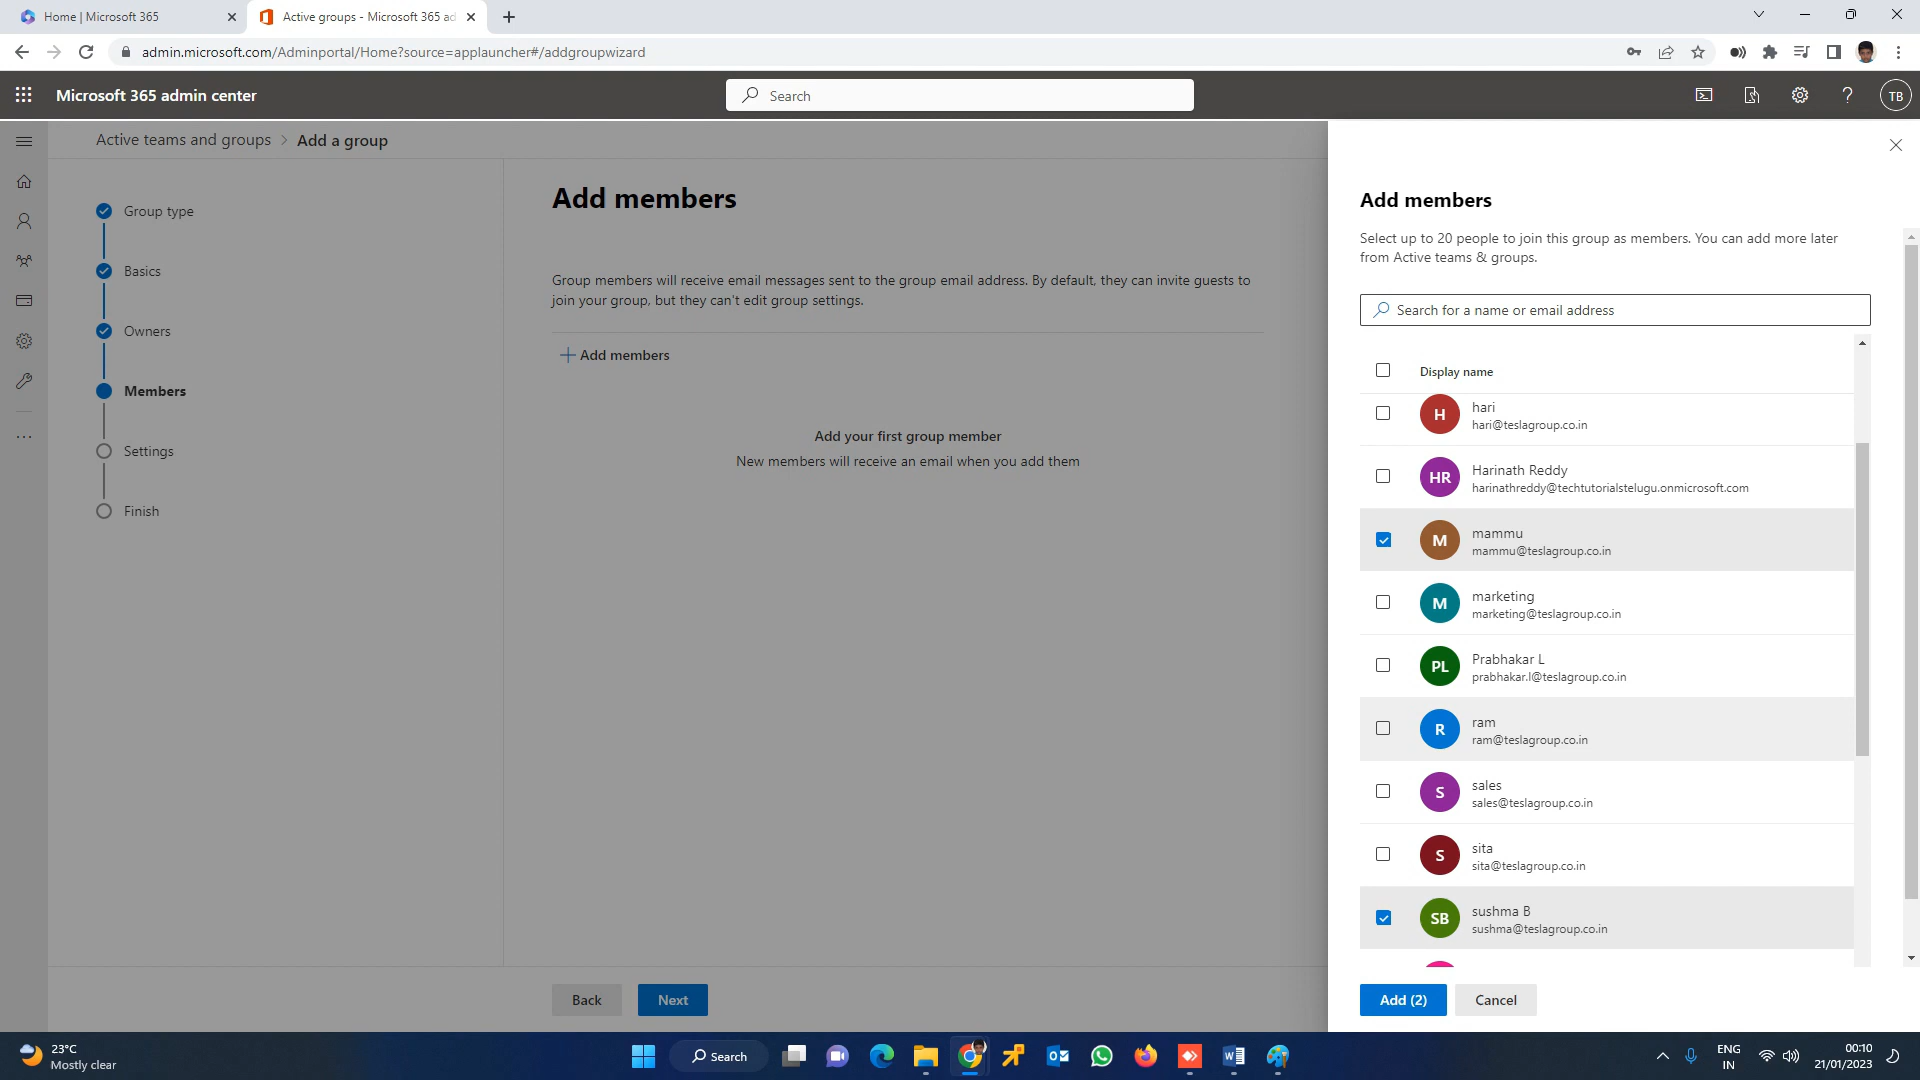 Home | Microsoft 365
Active groups - Microsoft 365 ad
admin.microsoft.com/Adminportal/Home?source=applauncher#/addgroupwizard
Microsoft 365 admin center
Search
TB
Active teams and groups > Add a group
Group type
Basics
Owners
Members
Settings
Finish
Add members
Group members will receive email messages sent to the group email address. By default, they can invite guests to
join your group, but they can't edit group settings.
Add members
Add your first group member
New members will receive an email when you add them
Back
Next
Add members
Select up to 20 people to join this group as members. You can add more later
from Active teams & groups.
Search for a name or email address
Display name
H
hari
hari@teslagroup.co.in
HR
Harinath Reddy
harinathreddy@techtutorialstelugu.onmicrosoft.com
M
mammu
mammu@teslagroup.co.in
M
marketing
marketing@teslagroup.co.in
PL
Prabhakar L
prabhakar.l@teslagroup.co.in
R
ram
ram@teslagroup.co.in
S
sales
sales@teslagroup.co.in
S
sita
sita@teslagroup.co.in
SB
sushma B
sushma@teslagroup.co.in
Add (2)
Cancel
23°C
Mostly clear
Search
ENG
IN
00:10
21/01/2023